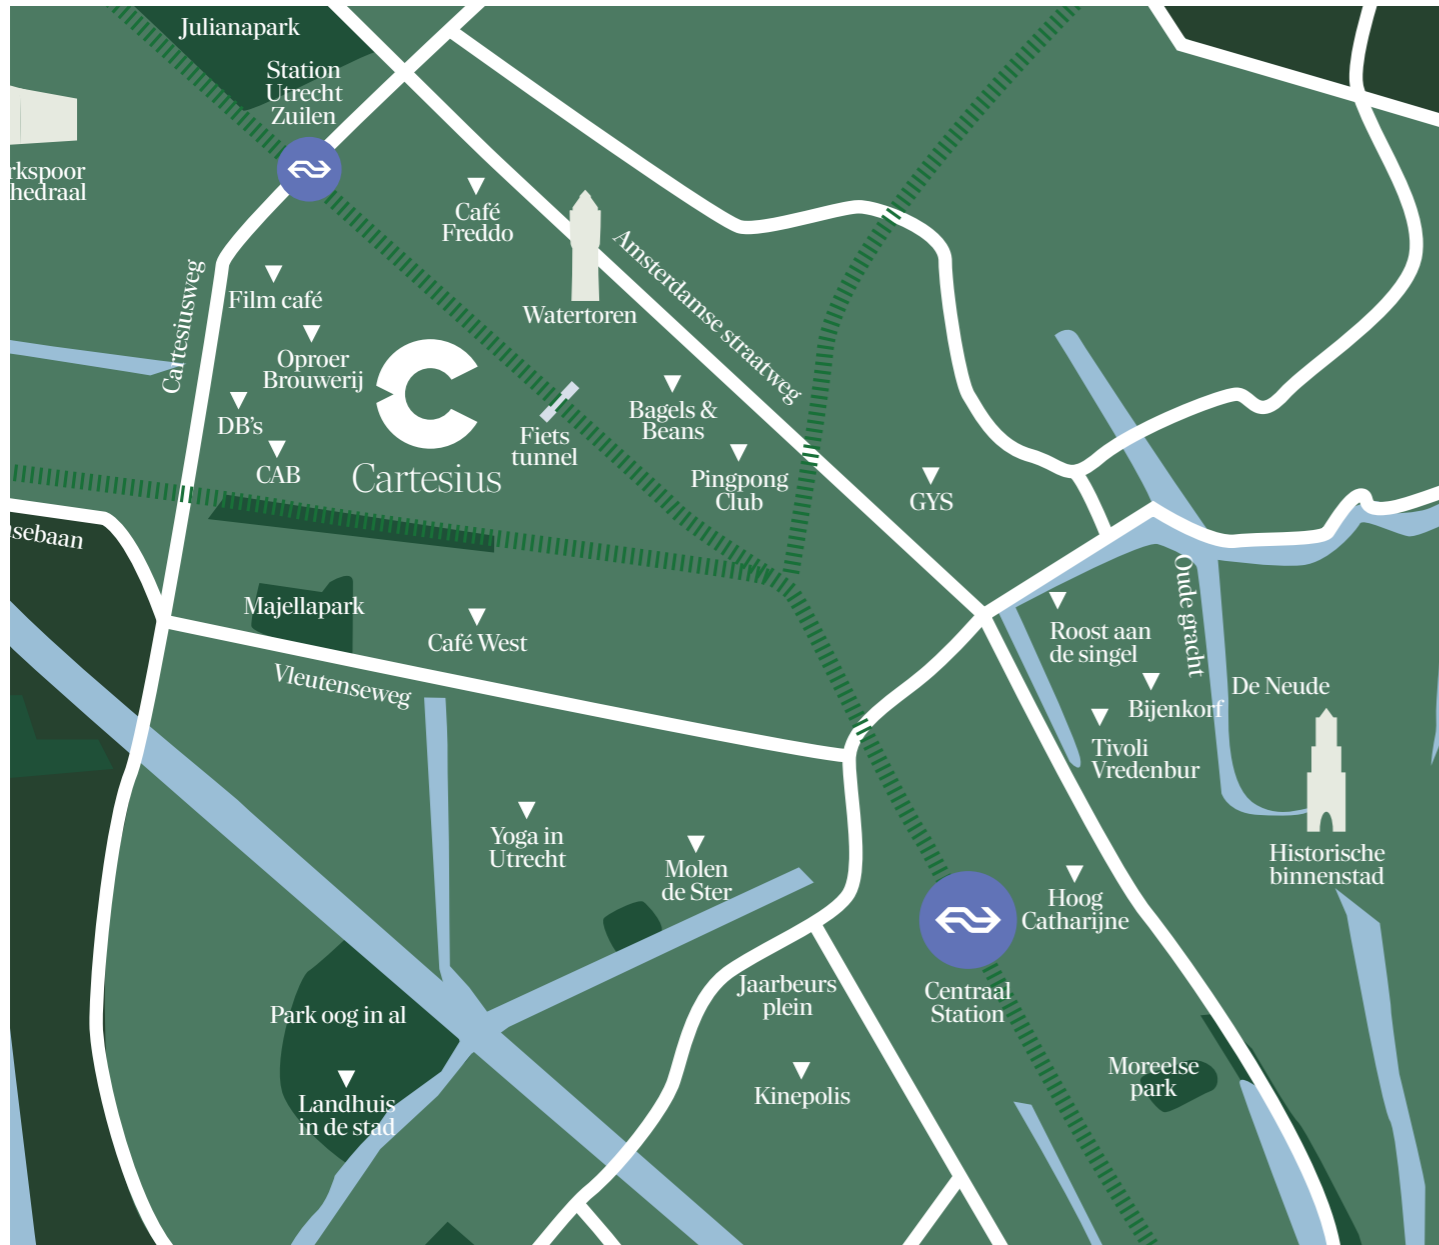 Julianapark
Station
Utrecht
Zuilen
rkspoor
hedraal
Café
Freddo
Amsterdamse straatweg
Cartesiusweg
Film café
Watertoren
Oproer
Brouwerij
DB's
CAB
Cartesius
Fiets
tunnel
Bagels &
Beans
Pingpong
Club
GYS
nsebaan
Majellapark
Café West
Vleutenseweg
Oude gracht
Roost aan
de singel
De Neude
Bijenkorf
Tivoli
Vredenbur
Yoga in
Utrecht
Molen
de Ster
Historische
binnenstad
Hoog
Catharijne
Jaarbeurs
plein
Centraal
Station
Park oog in al
Landhuis
in de stad
Kinepolis
Moreelse
park